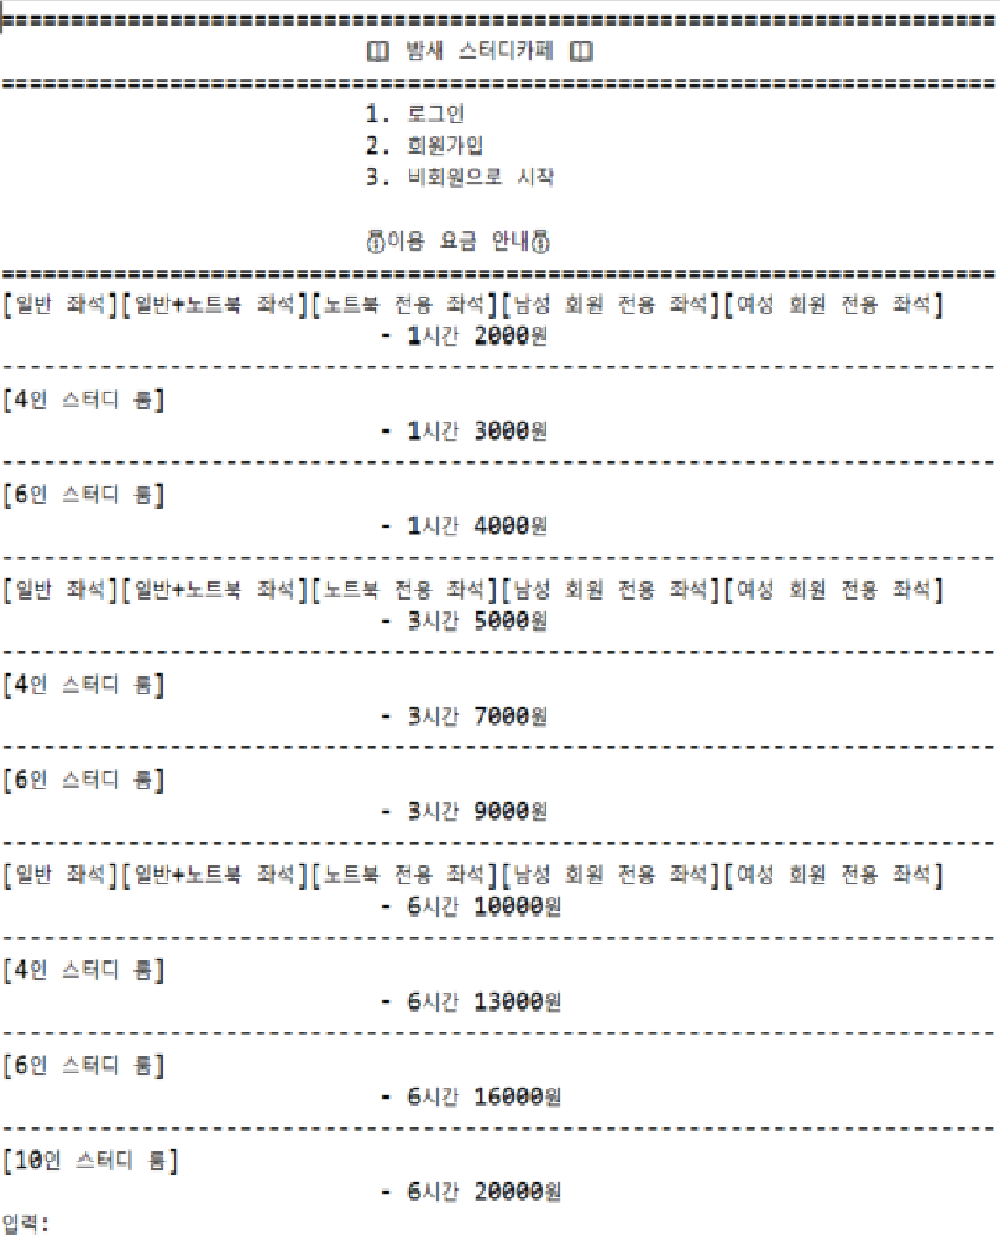 ========================================================================
📖 밤새 스터디카페 📖
========================================================================
1. 로그인
2. 회원가입
3. 비회원으로 시작
💰이용 요금 안내💰
========================================================================
[일반 좌석][일반+노트북 좌석][노트북 전용 좌석][남성 회원 전용 좌석][여성 회원 전용 좌석]
- 1시간 2000원
------------------------------------------------------------------------
[4인 스터디 룸]
- 1시간 3000원
------------------------------------------------------------------------
[6인 스터디 룸]
- 1시간 4000원
------------------------------------------------------------------------
[일반 좌석][일반+노트북 좌석][노트북 전용 좌석][남성 회원 전용 좌석][여성 회원 전용 좌석]
- 3시간 5000원
------------------------------------------------------------------------
[4인 스터디 룸]
- 3시간 7000원
------------------------------------------------------------------------
[6인 스터디 룸]
- 3시간 9000원
------------------------------------------------------------------------
[일반 좌석][일반+노트북 좌석][노트북 전용 좌석][남성 회원 전용 좌석][여성 회원 전용 좌석]
- 6시간 10000원
------------------------------------------------------------------------
[4인 스터디 룸]
- 6시간 13000원
------------------------------------------------------------------------
[6인 스터디 룸]
- 6시간 16000원
------------------------------------------------------------------------
[10인 스터디 룸]
- 6시간 20000원
입력: